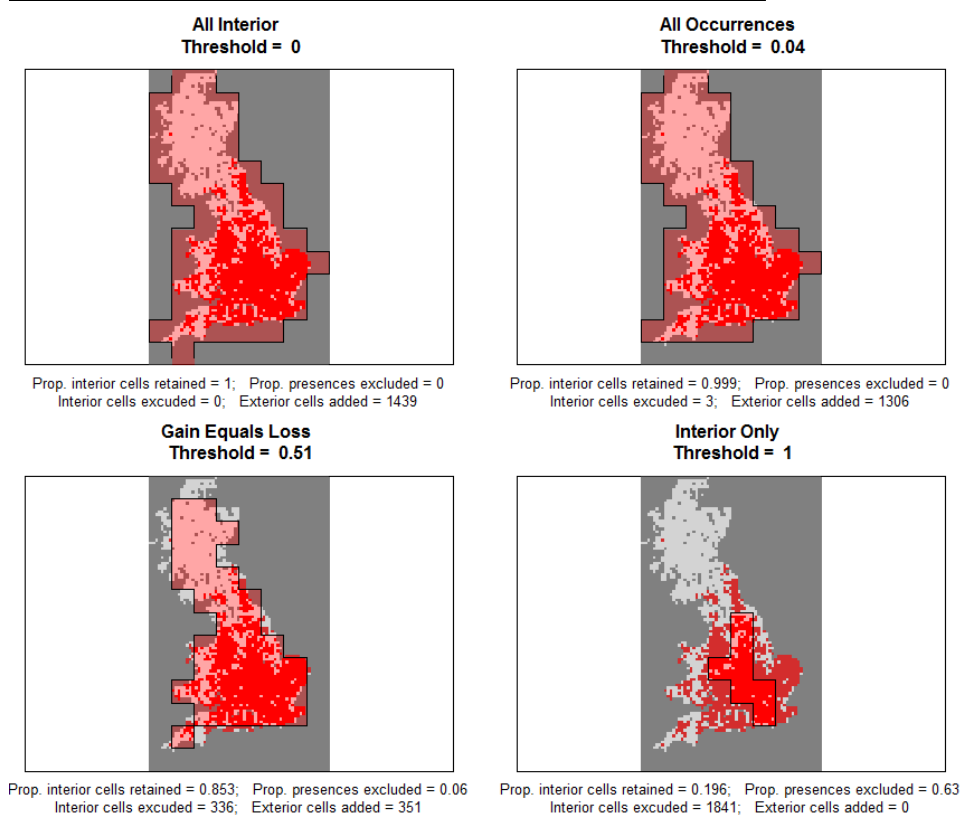 All Interior
Threshold = 0
All Occurrences
Threshold = 0.04
Prop. interior cells retained = 1; Prop. presences excluded = 0
Interior cells excuded = 0; Exterior cells added = 1439
Prop. interior cells retained = 0.999; Prop. presences excluded = 0
Interior cells excuded = 3; Exterior cells added = 1306
Gain Equals Loss
Threshold = 0.51
Interior Only
Threshold = 1
Prop. interior cells retained = 0.853; Prop. presences excluded = 0.06
Interior cells excuded = 336; Exterior cells added = 351
Prop. interior cells retained = 0.196; Prop. presences excluded = 0.63
Interior cells excuded = 1841; Exterior cells added = 0